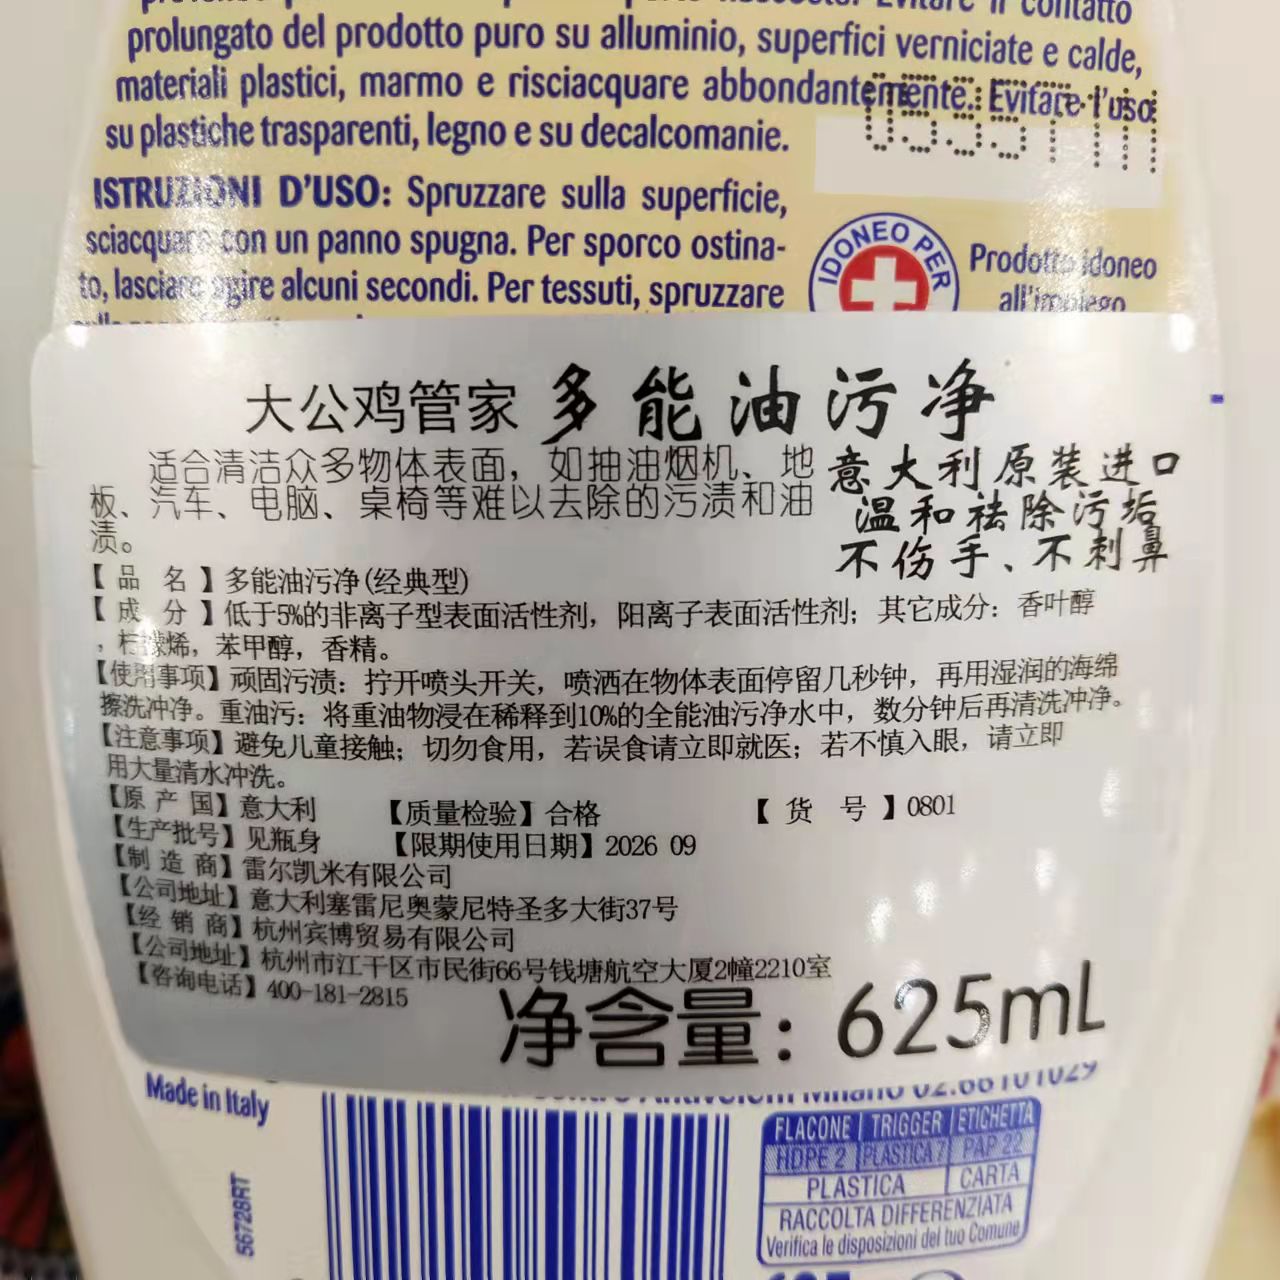 prolungato del prodotto puro su alluminio, superfici verniciate e calde,
materiali plastici, marmo e risciacquare abbondantemente. Evitare l'uso
su plastiche trasparenti, legno e su decalcomanie.
ISTRUZIONI D'USO: Spruzzare sulla superficie,
sciacquare con un panno spugna. Per sporco ostina-
to, lasciare agire alcuni secondi. Per tessuti, spruzzare
IDONEO PER
Prodotto idoneo
all'impiego
大公鸡管家 多能油污净
适合清洁众多物体表面，如抽油烟机、地
板、汽车、电脑、桌椅等难以去除的污渍和油
渍。
意大利原装进口
温和祛除污垢
不伤手、不刺鼻
【品 名】多能油污净(经典型)
【成 分】低于5%的非离子型表面活性剂，阳离子表面活性剂；其它成分：香叶醇
，柠檬烯，苯甲醇，香精。
【使用事项】顽固污渍：拧开喷头开关，喷洒在物体表面停留几秒钟，再用湿润的海绵
擦洗冲净。重油污：将重油物浸在稀释到10%的全能油污净水中，数分钟后再清洗冲净。
【注意事项】避免儿童接触；切勿食用，若误食请立即就医；若不慎入眼，请立即
用大量清水冲洗。
【原 产 国】意大利 【质量检验】合格 【 货 号 】0801
【生产批号】见瓶身 【限期使用日期】2026 09
【制 造 商】雷尔凯米有限公司
【公司地址】意大利塞雷尼奥蒙尼特圣多大街37号
【经 销 商】杭州宾博贸易有限公司
【公司地址】杭州市江干区市民街66号钱塘航空大厦2幢2210室
【咨询电话】400-181-2815
净含量：625mL
Made in Italy
56728RT
FLACONE TRIGGER ETICHETTA
HDPE 2 PLASTICA 7 PAP 22
PLASTICA CARTA
RACCOLTA DIFFERENZIATA
Verifica le disposizioni del tuo Comune